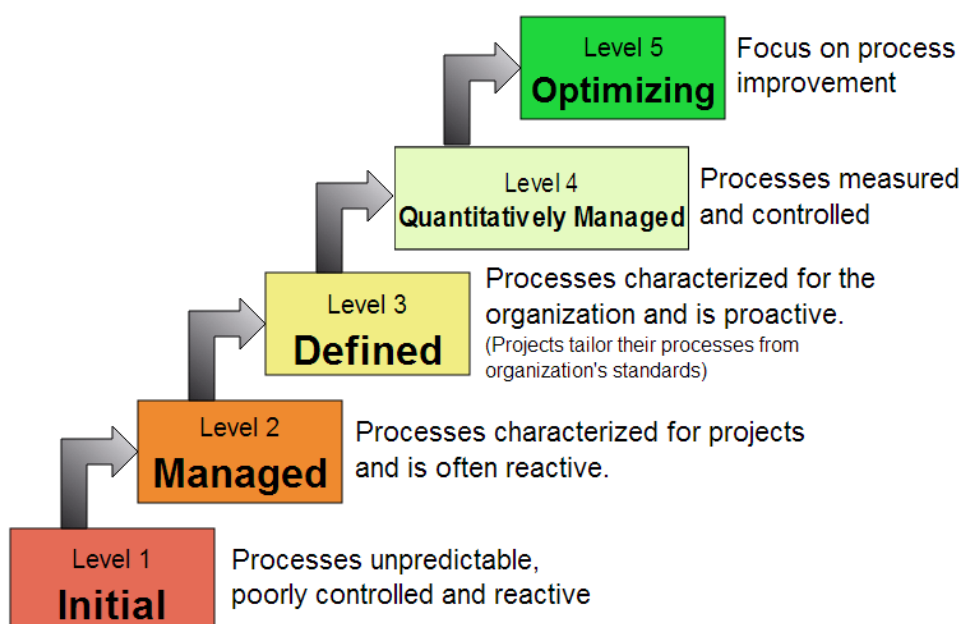 Level 5
Optimizing
Focus on process
improvement
Level 4
Quantitatively Managed
Processes measured
and controlled
Level 3
Defined
Processes characterized for the
organization and is proactive.
(Projects tailor their processes from
organization's standards)
Level 2
Managed
Processes characterized for projects
and is often reactive.
Level 1
Initial
Processes unpredictable,
poorly controlled and reactive